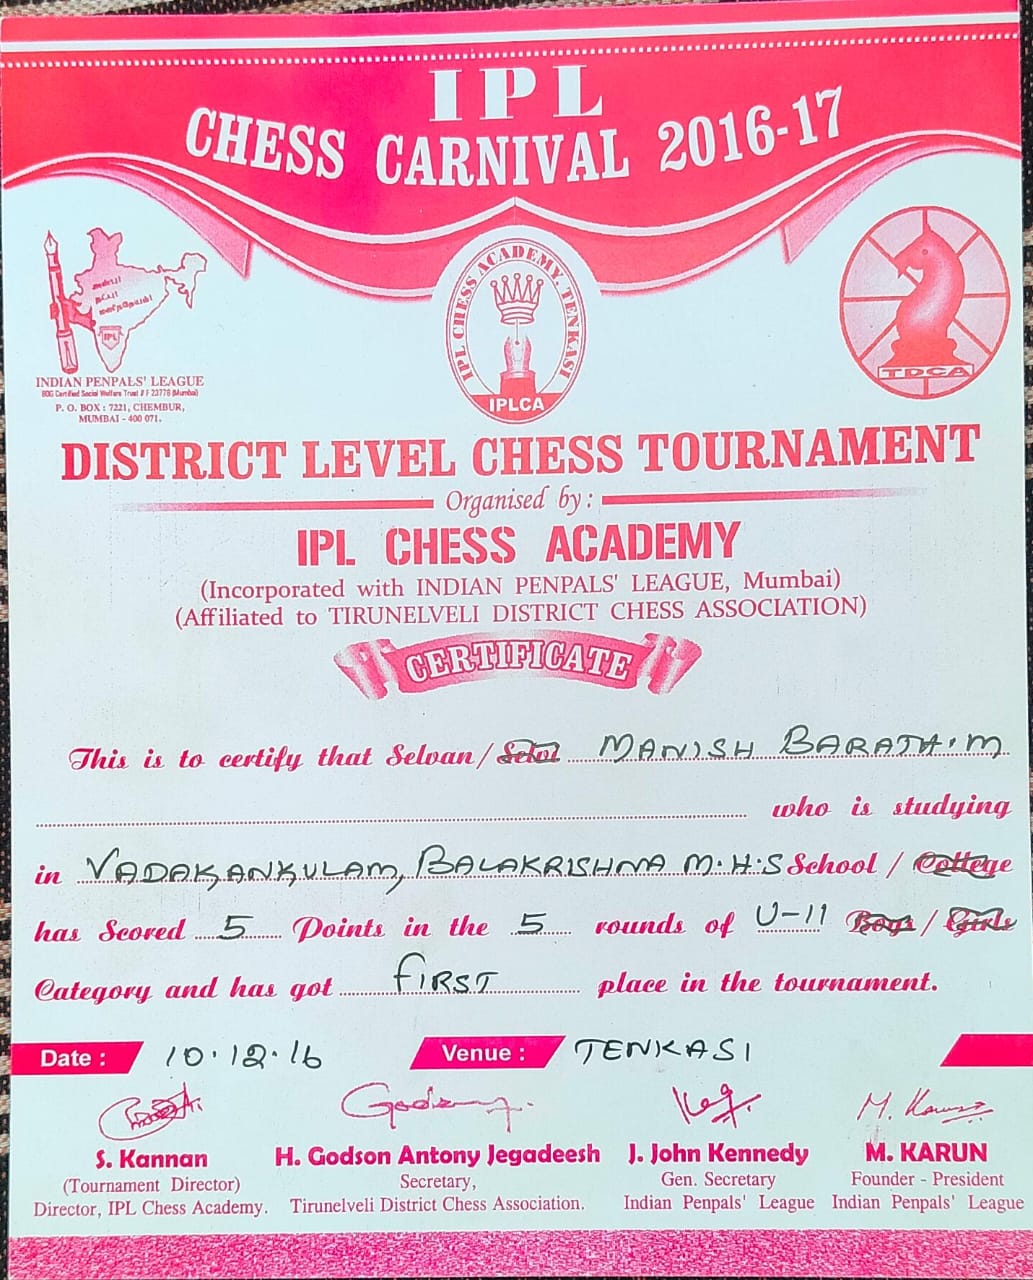 IPL
CHESS CARNIVAL 2016-17
IPL CHESS ACADEMY. TENKASI
IPLCA
IPL
INDIAN PENPALS' LEAGUE
BOG Certified Social Welfare Trust # F 23778 (Mumbai)
P. O. BOX : 7221, CHEMBUR,
MUMBAI - 400 071.
TDCA
DISTRICT LEVEL CHESS TOURNAMENT
Organised by :
IPL CHESS ACADEMY
(Incorporated with INDIAN PENPALS' LEAGUE, Mumbai)
(Affiliated to TIRUNELVELI DISTRICT CHESS ASSOCIATION)
CERTIFICATE
This is to certify that Selvan / Selvi MANISH BARATH.M
who is studying
in VADAKANKULAM, BALAKRISHNA M.H.S School / College
has Scored 5 Points in the 5 rounds of U-11 Boys / Girls
Category and has got FIRST place in the tournament.
Date : 10.12.16 Venue : TENKASI
S. Kannan H. Godson Antony Jegadeesh J. John Kennedy M. KARUN
(Tournament Director) Secretary, Gen. Secretary Founder - President
Director, IPL Chess Academy. Tirunelveli District Chess Association. Indian Penpals' League Indian Penpals' League